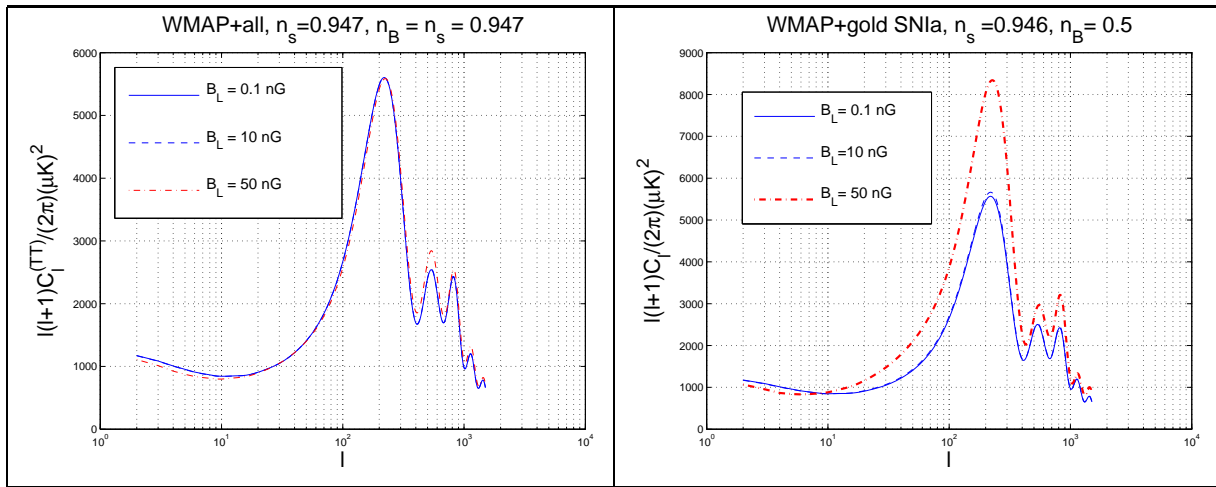 WMAP+all, n_s=0.947, n_B = n_s = 0.947
l(l+1)C_l^(TT)/(2π)(μK)^2
6000
5000
4000
3000
2000
1000
0
B_L = 0.1 nG
B_L = 10 nG
B_L = 50 nG
10^0
10^1
10^2
10^3
10^4
l
WMAP+gold SNIa, n_s =0.946, n_B= 0.5
l(l+1)C_l/(2π)(μK)^2
9000
8000
7000
6000
5000
4000
3000
2000
1000
0
B_L = 0.1 nG
B_L=10 nG
B_L = 50 nG
10^0
10^1
10^2
10^3
10^4
l